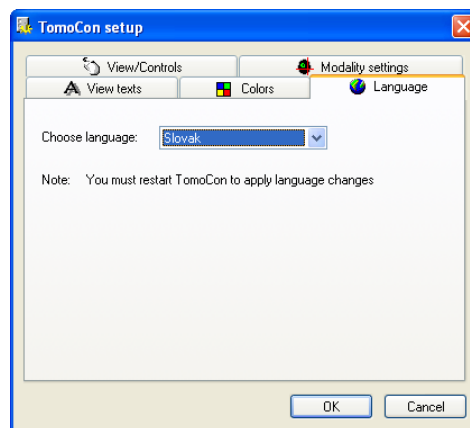 TomoCon setup
View/Controls
Modality settings
View texts
Colors
Language
Choose language: Slovak
Note: You must restart TomoCon to apply language changes
OK
Cancel